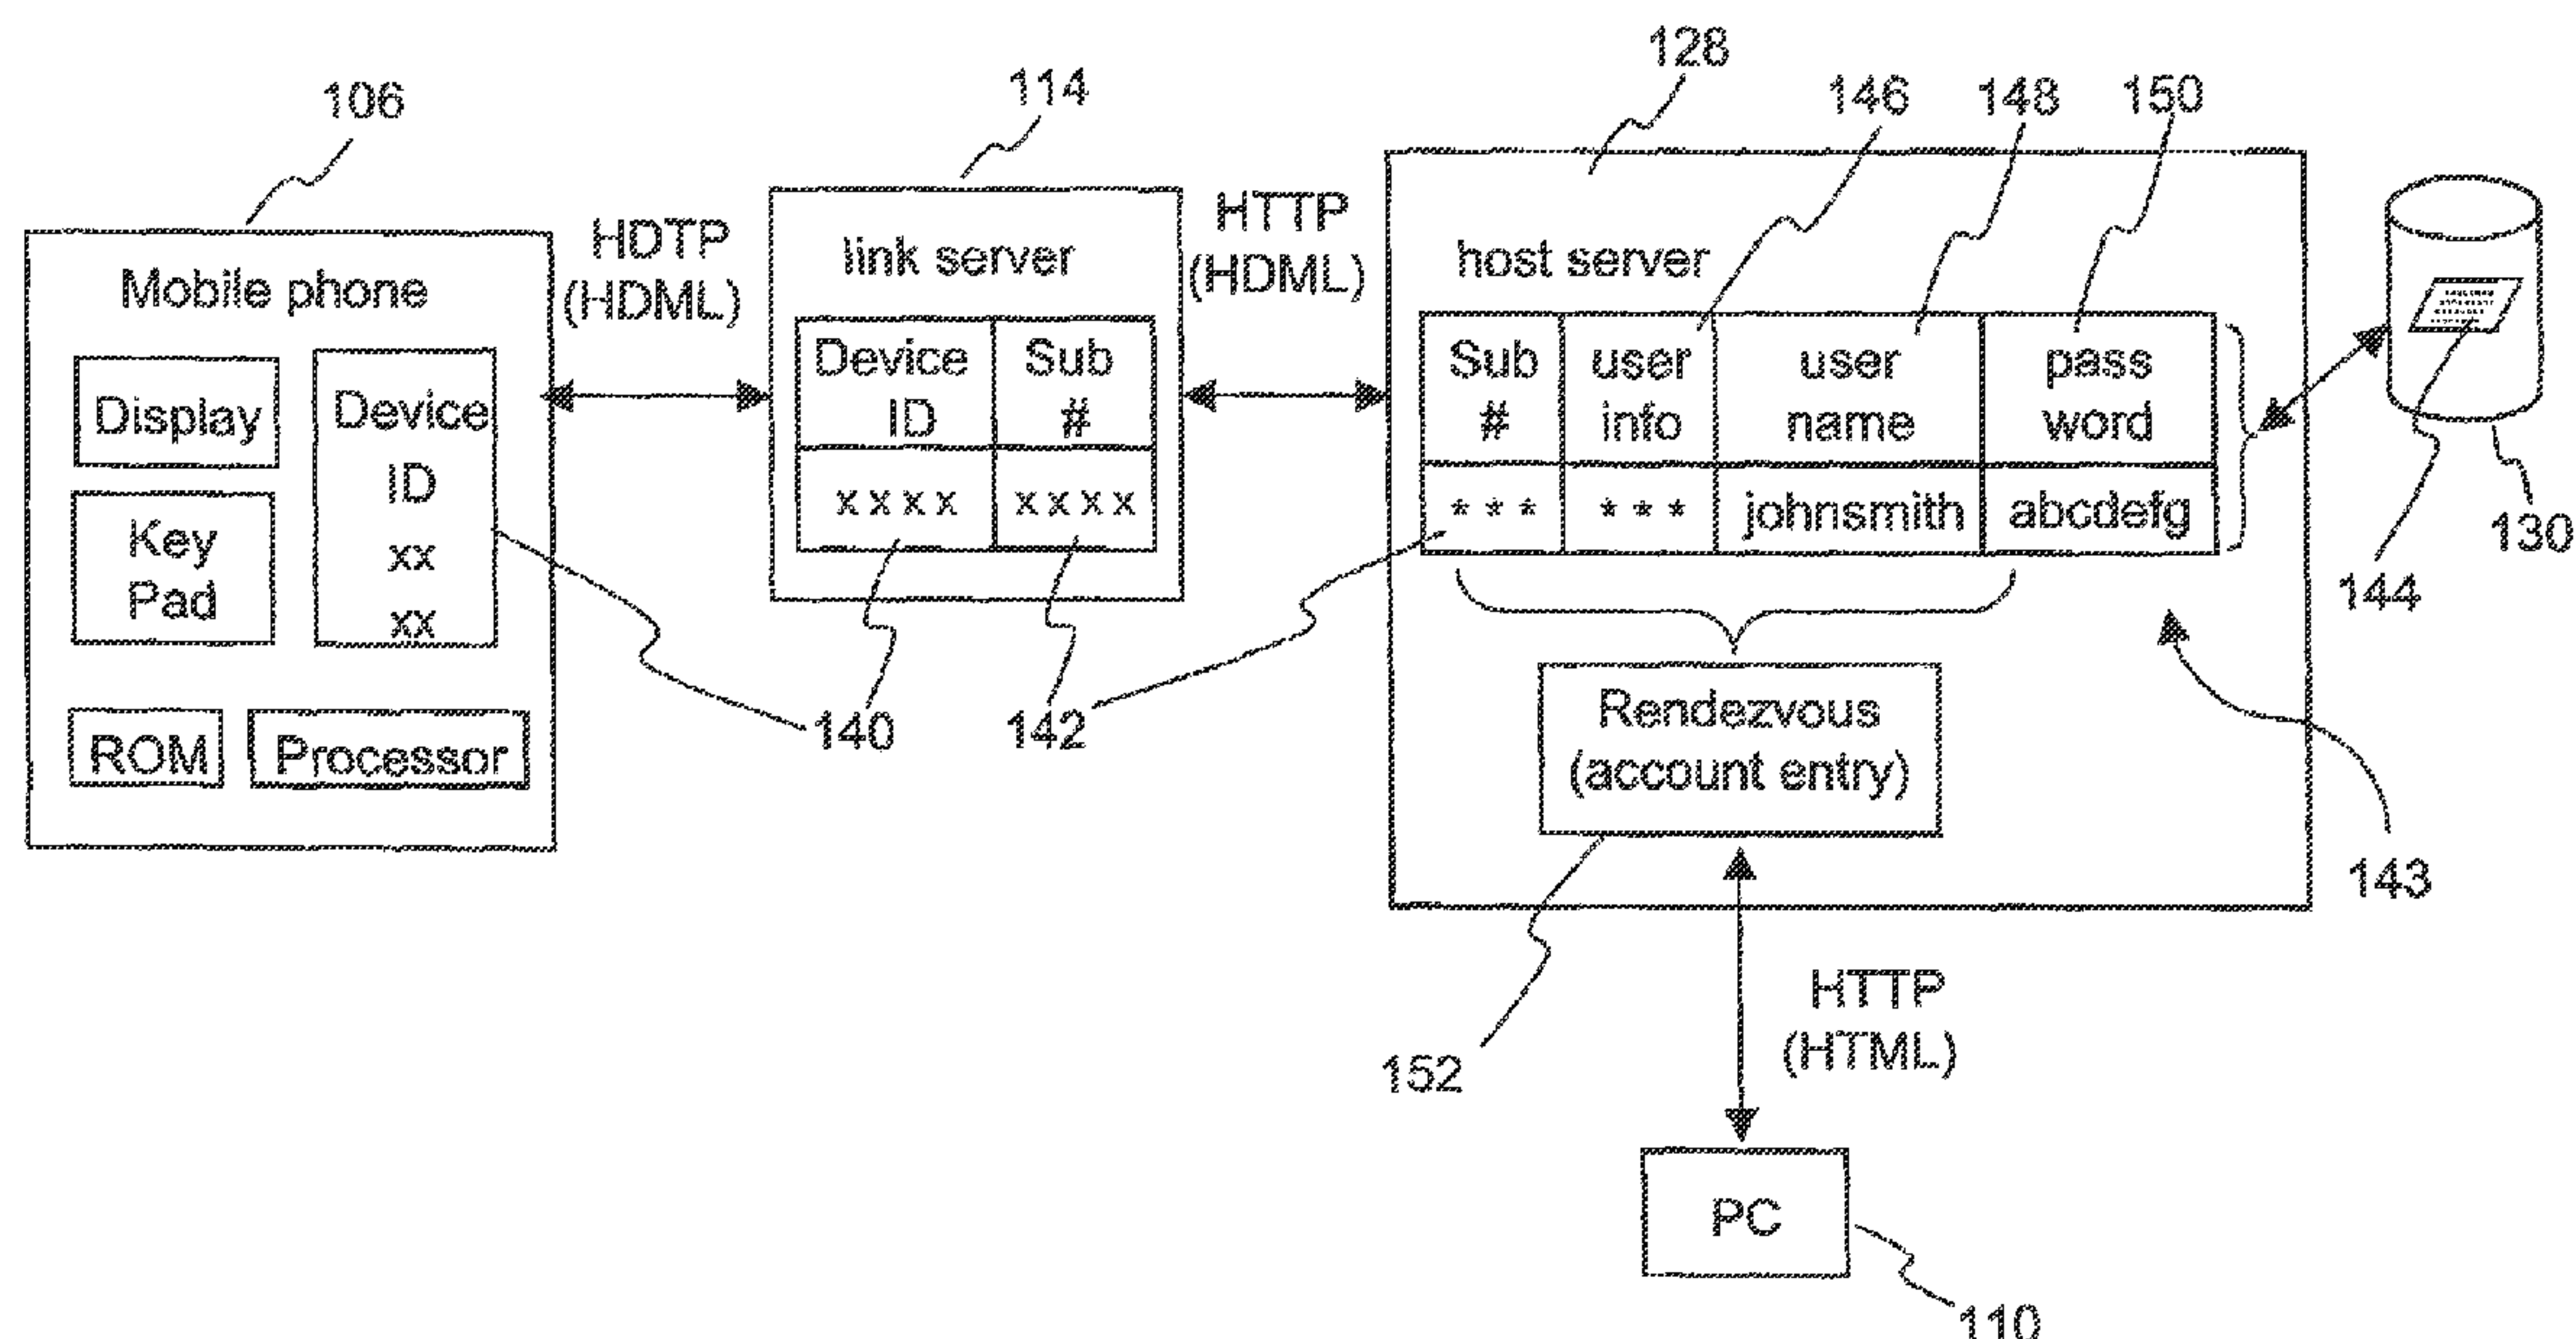 128
106
114
146
148
150
Mobile phone
Display
Key
Pad
Device
ID
xx
xx
ROM
Processor
HDTP
(HDML)
link server
Device
ID
Sub
#
x x x x
x x x x
HTTP
(HDML)
host server
Sub
#
user
info
user
name
pass
word
* * *
* * *
johnsmith
abcdefg
130
144
140
142
Rendezvous
(account entry)
143
152
HTTP
(HTML)
PC
110